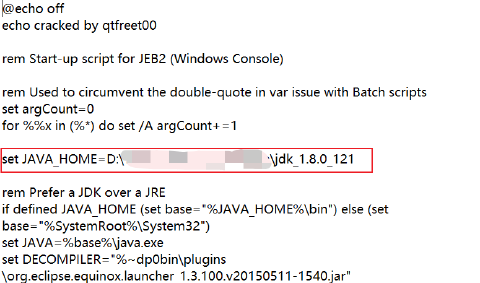 @echo off
echo cracked by qtfreet00
rem Start-up script for JEB2 (Windows Console)
rem Used to circumvent the double-quote in var issue with Batch scripts
set argCount=0
for %%x in (%*) do set /A argCount+=1
set JAVA_HOME=D:\ \jdk_1.8.0_121
rem Prefer a JDK over a JRE
if defined JAVA_HOME (set base="%JAVA_HOME%\bin") else (set
base="%SystemRoot%\System32")
set JAVA=%base%\java.exe
set DECOMPILER="%~dp0bin\plugins
\org.eclipse.equinox.launcher_1.3.100.v20150511-1540.jar"